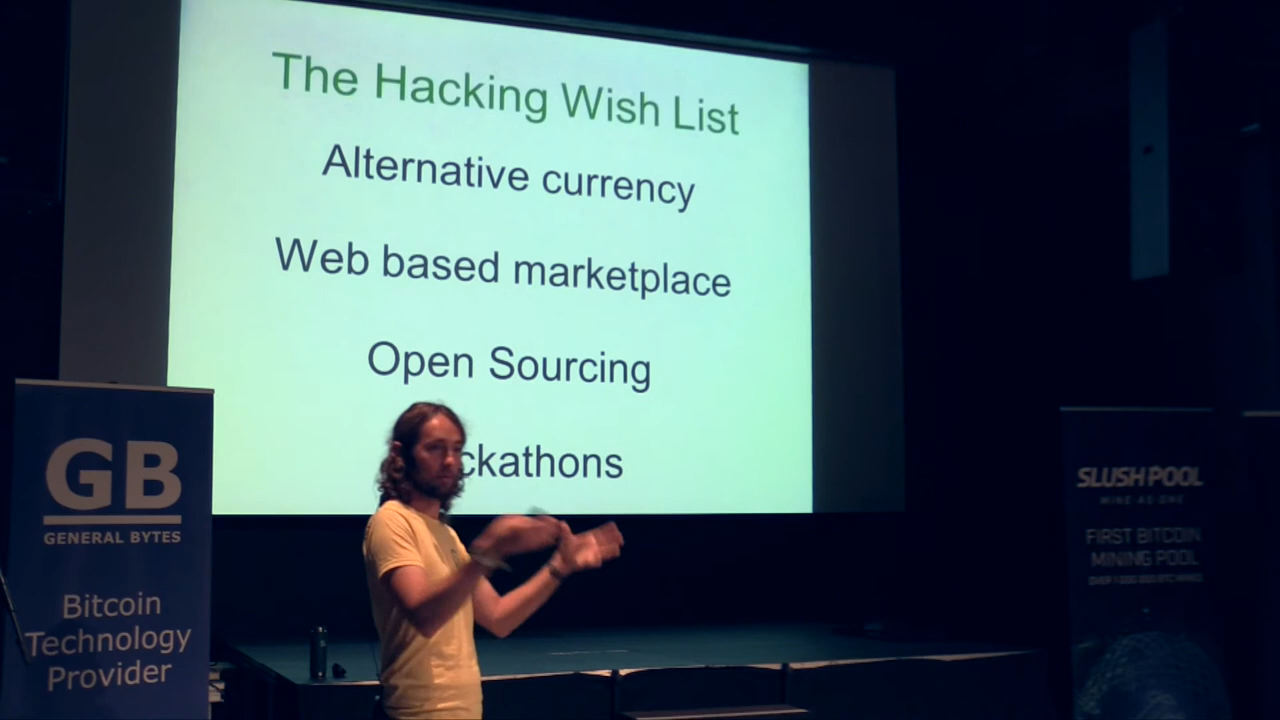 The Hacking Wish List
Alternative currency
Web based marketplace
Open Sourcing
ckathons
GB
GENERAL BYTES
Bitcoin
Technology
Provider
SLUSH POOL
MINE AS ONE
FIRST BITCOIN
MINING POOL